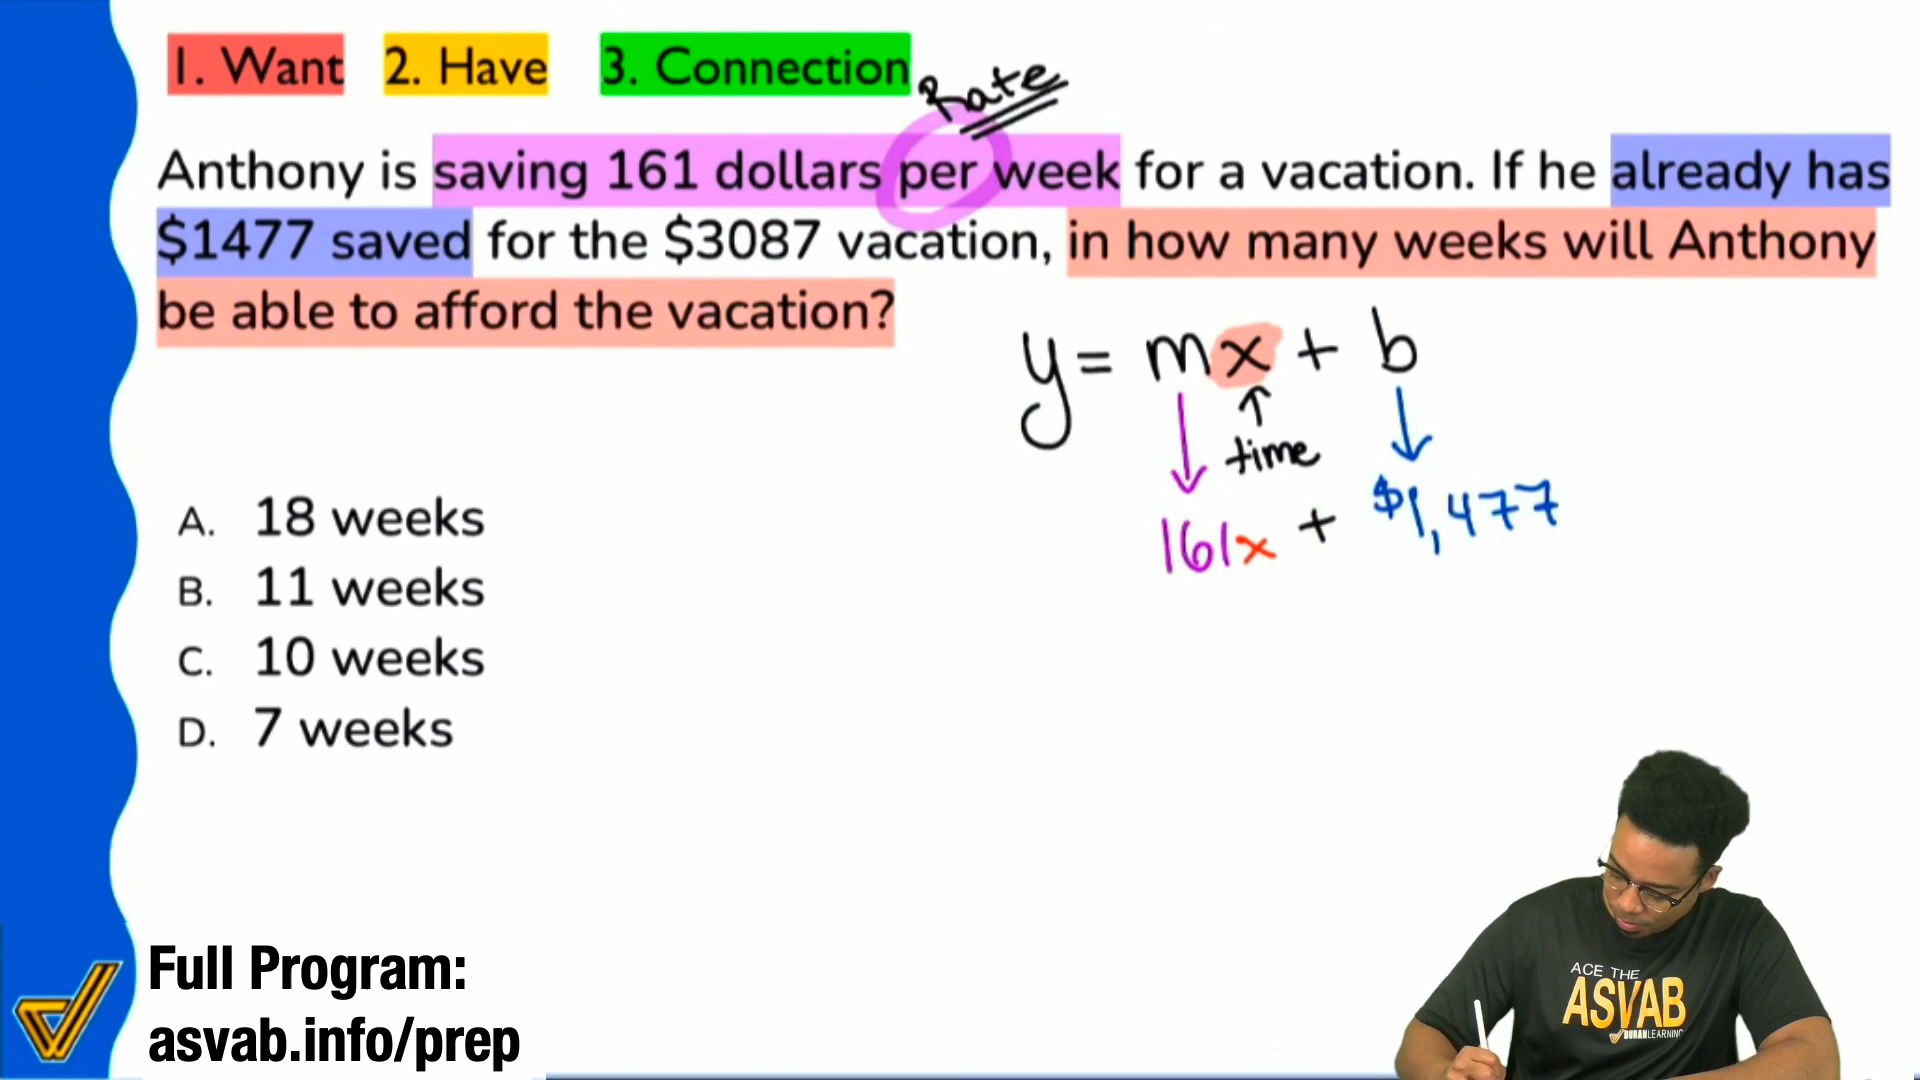 1. Want 2. Have 3. Connection
Rate
Anthony is saving 161 dollars per week for a vacation. If he already has
$1477 saved for the $3087 vacation, in how many weeks will Anthony
be able to afford the vacation?
y = mx + b
time
161x + $1,477
A. 18 weeks
B. 11 weeks
C. 10 weeks
D. 7 weeks
Full Program:
asvab.info/prep
ACE THE
ASVAB
DURANLEARNING